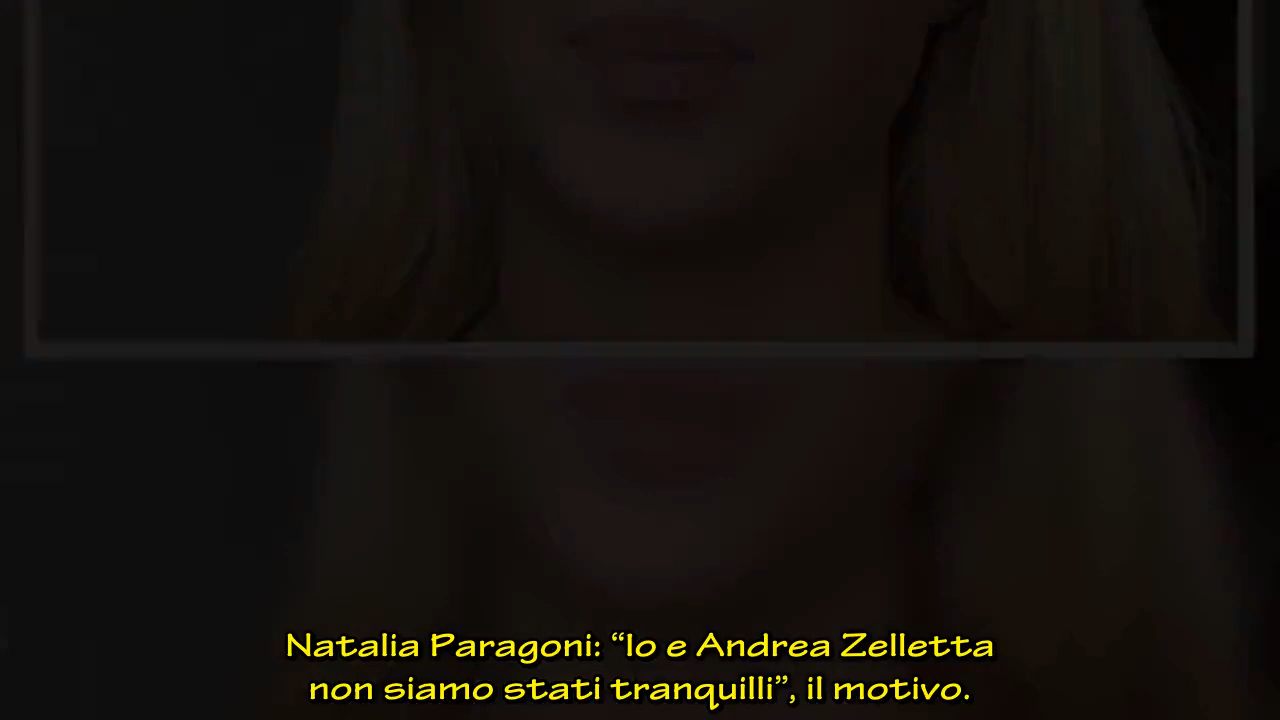 Natalia Paragoni: “Io e Andrea Zelletta
non siamo stati tranquilli”, il motivo.